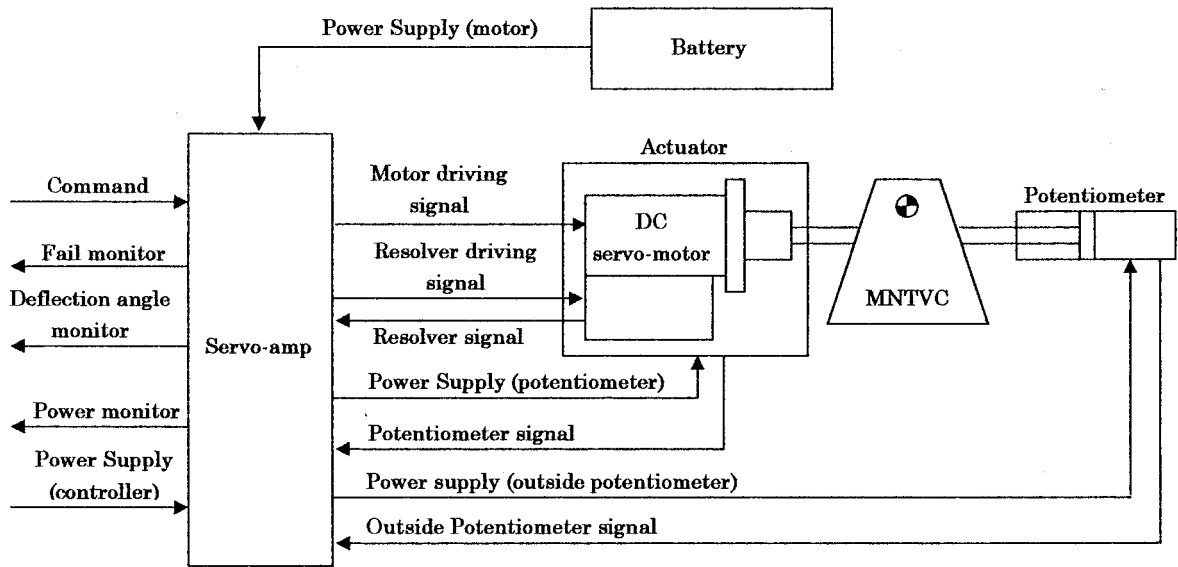 Power Supply (motor)
Battery
Actuator
Command
Motor driving
signal
DC
servo-motor
Potentiometer
Fail monitor
Resolver driving
signal
Deflection angle
monitor
MNTVC
Servo-amp
Resolver signal
Power Supply (potentiometer)
Power monitor
Potentiometer signal
Power Supply
(controller)
Power supply (outside potentiometer)
Outside Potentiometer signal